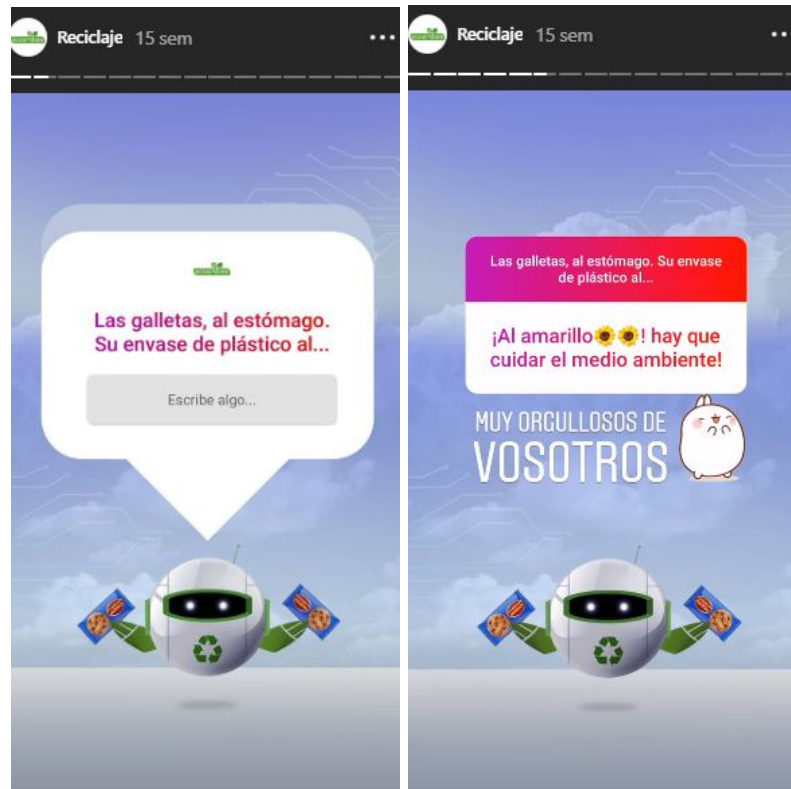 Reciclaje 15 sem
Las galletas, al estómago.
Su envase de plástico al...
Escribe algo...
Reciclaje 15 sem
Las galletas, al estómago. Su envase
de plástico al...
¡Al amarillo🌻🌻! hay que
cuidar el medio ambiente!
MUY ORGULLOSOS DE
VOSOTROS